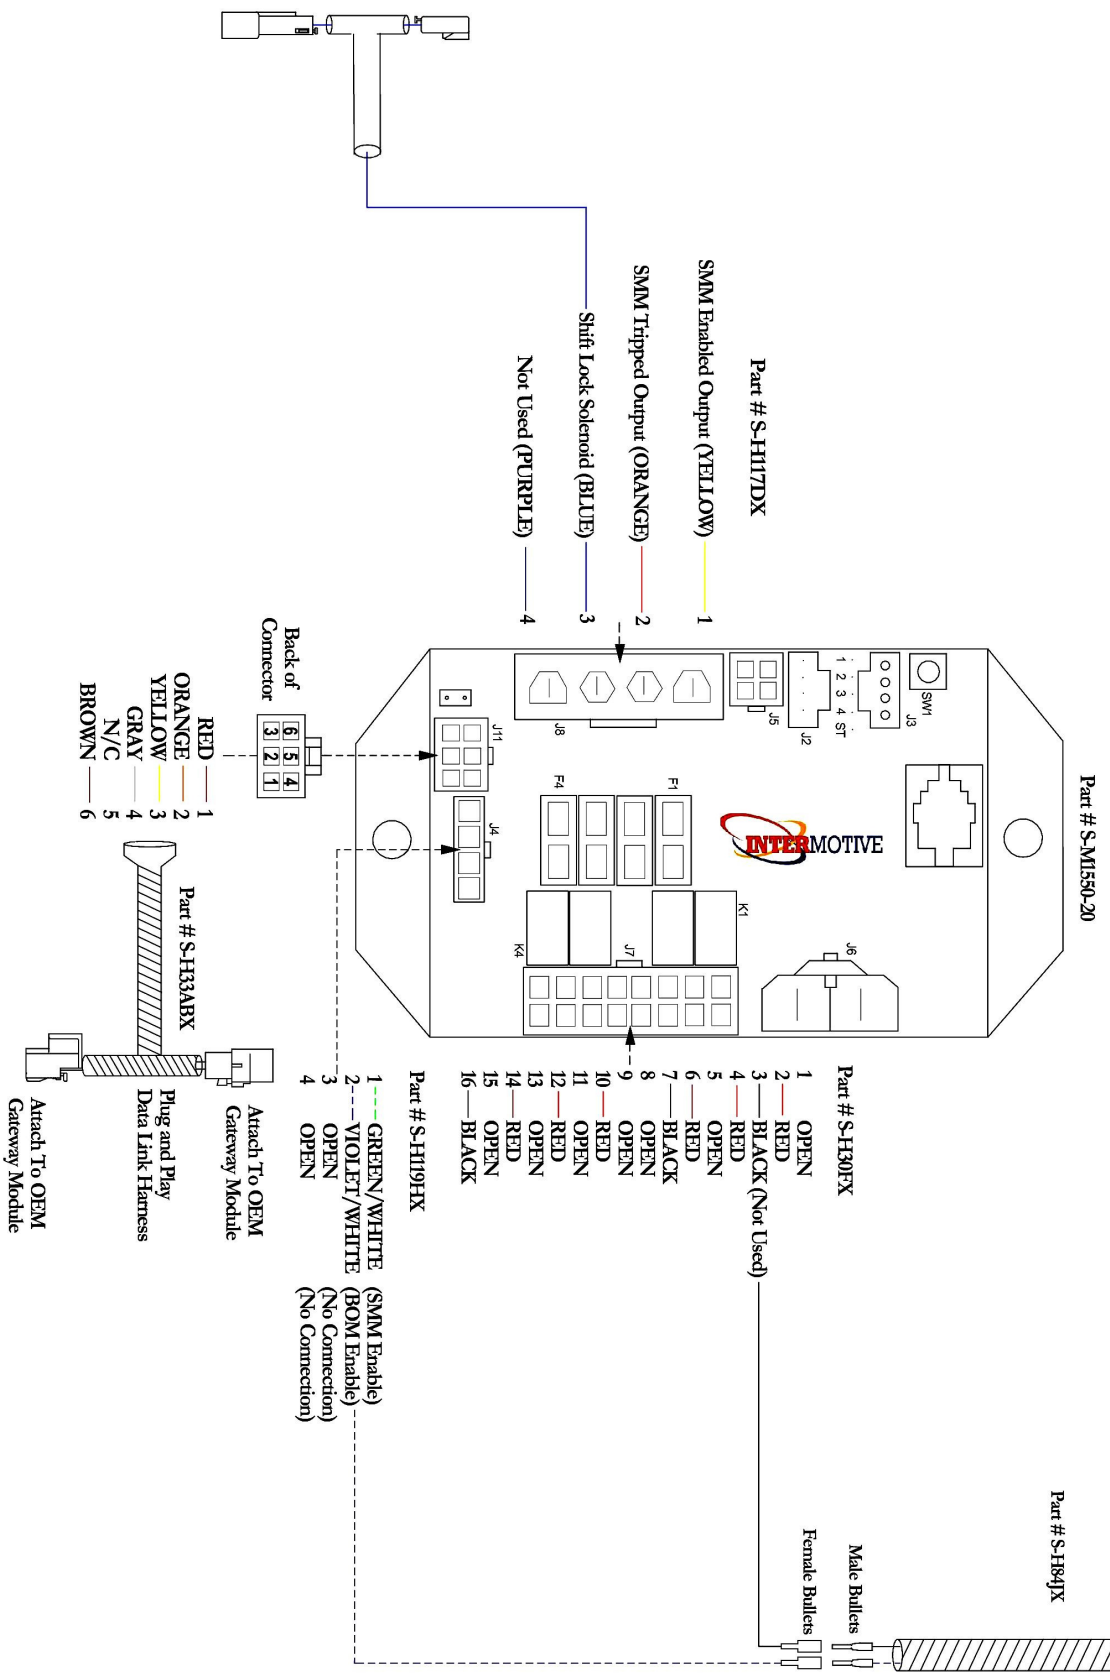 Part # S-M1550-20
Part # S-H84JX
Male Bullets
Female Bullets
Part # S-H117DX
SMM Enabled Output (YELLOW)
1
SMM Tripped Output (ORANGE)
2
Shift Lock Solenoid (BLUE)
3
Not Used (PURPLE)
4
SW1
J3
1 2 3 4 ST
J2
J5
J8
J11
J4
F1
F4
INTERMOTIVE
K1
K4
J7
J6
Part # S-H30FX
1 OPEN
2 RED
3 BLACK (Not Used)
4 RED
5 OPEN
6 RED
7 BLACK
8 OPEN
9 OPEN
10 RED
11 OPEN
12 RED
13 OPEN
14 RED
15 OPEN
16 BLACK
Part # S-H119HX
1 GREEN/WHITE (SMM Enable)
2 VIOLET/WHITE (BOM Enable)
3 OPEN (No Connection)
4 OPEN (No Connection)
Back of
Connector
6 5 4
3 2 1
RED 1
ORANGE 2
YELLOW 3
GRAY 4
N/C 5
BROWN 6
Part # S-H33ABX
Plug and Play
Data Link Harness
Attach To OEM
Gateway Module
Attach To OEM
Gateway Module